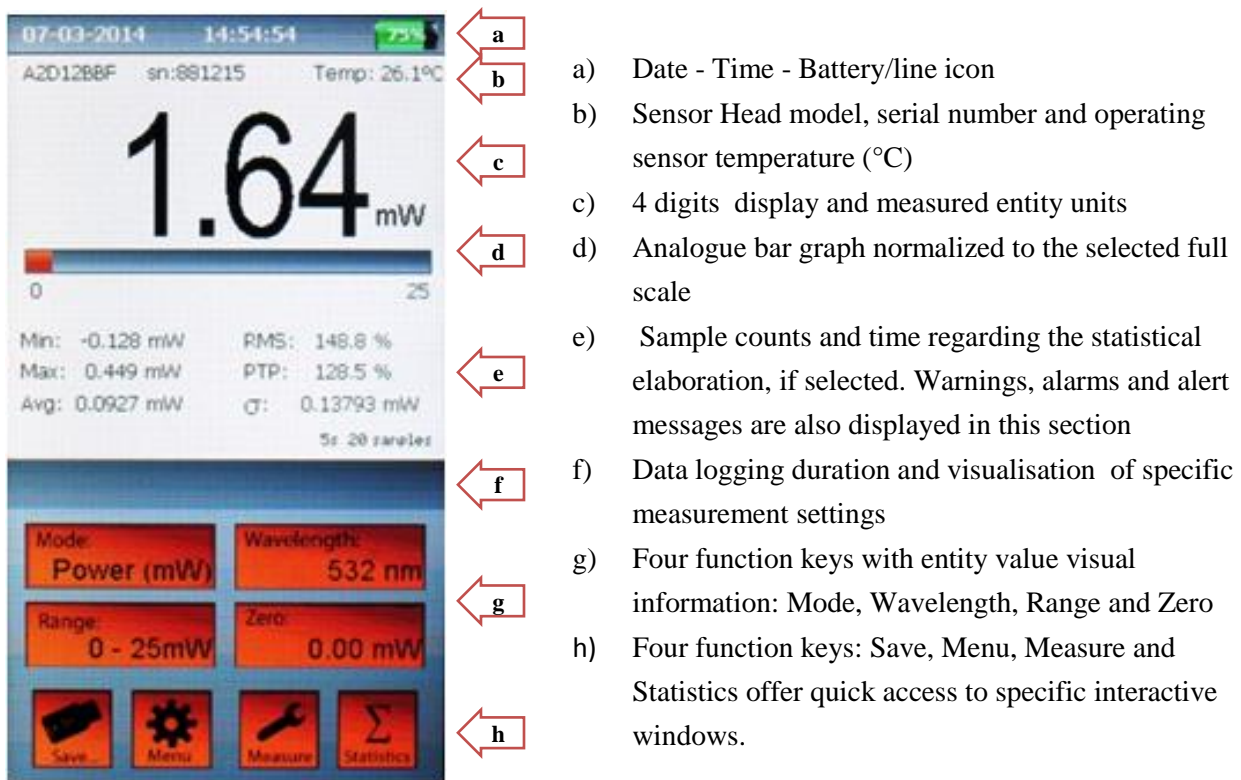 07-03-2014 14:54:54 75%
A2D12BBF sn:881215 Temp: 26.1ºC
1.64 mW
0 25
Min: -0.128 mW RMS: 148.8 %
Max: 0.449 mW PTP: 128.5 %
Avg: 0.0927 mW σ: 0.13793 mW
5s 20 samples
Mode: Wavelength:
Power (mW) 532 nm
Range: Zero:
0 - 25mW 0.00 mW
Save... Menu Measure Statistics
a
b
c
d
e
f
g
h
a) Date - Time - Battery/line icon
b) Sensor Head model, serial number and operating
sensor temperature (°C)
c) 4 digits display and measured entity units
d) Analogue bar graph normalized to the selected full
scale
e) Sample counts and time regarding the statistical
elaboration, if selected. Warnings, alarms and alert
messages are also displayed in this section
f) Data logging duration and visualisation of specific
measurement settings
g) Four function keys with entity value visual
information: Mode, Wavelength, Range and Zero
h) Four function keys: Save, Menu, Measure and
Statistics offer quick access to specific interactive
windows.